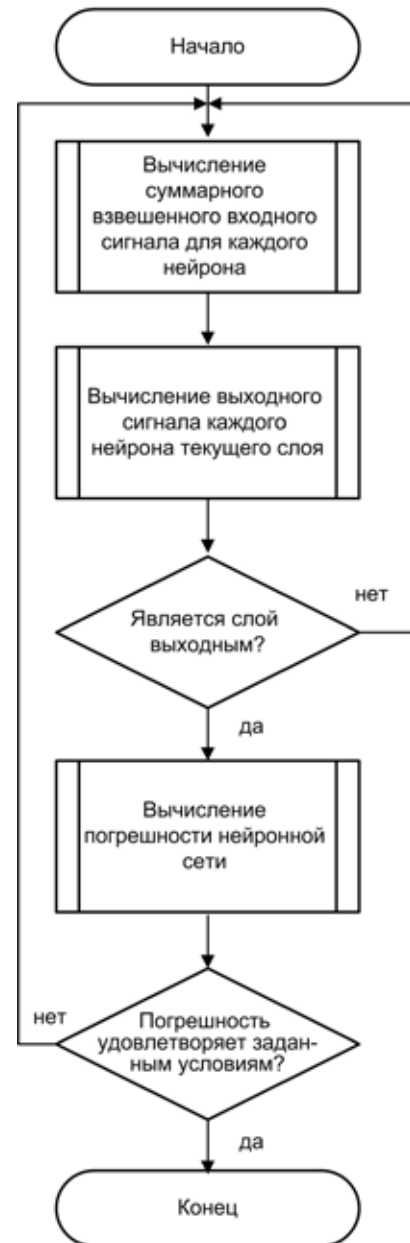 Начало
Вычисление
суммарного
взвешенного входного
сигнала для каждого
нейрона
Вычисление выходного
сигнала каждого
нейрона текущего слоя
Является слой
выходным?
нет
да
Вычисление
погрешности нейронной
сети
нет
Погрешность
удовлетворяет задан-
ным условиям?
да
Конец